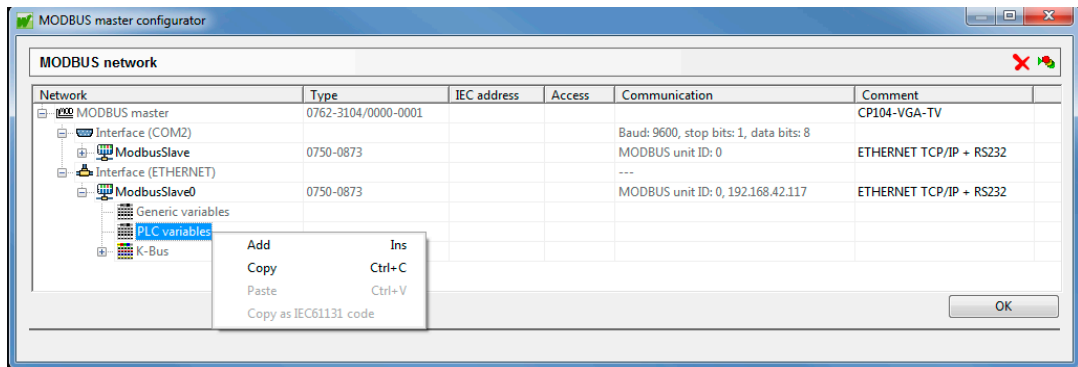 MODBUS master configurator
MODBUS network
Network Type IEC address Access Communication Comment
MODBUS master 0762-3104/0000-0001 CP104-VGA-TV
Interface (COM2) Baud: 9600, stop bits: 1, data bits: 8
ModbusSlave 0750-0873 MODBUS unit ID: 0 ETHERNET TCP/IP + RS232
Interface (ETHERNET) ---
ModbusSlave0 0750-0873 MODBUS unit ID: 0, 192.168.42.117 ETHERNET TCP/IP + RS232
Generic variables
PLC variables
K-Bus
Add Ins
Copy Ctrl+C
Paste Ctrl+V
Copy as IEC61131 code
OK